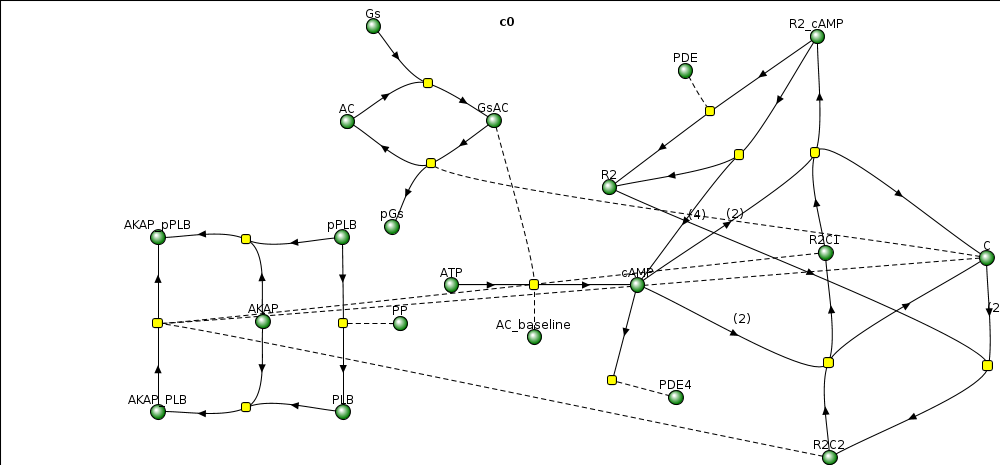 Gs
c0
R2_cAMP
PDE
AC
GsAC
R2
pGs
(4)
(2)
AKAP_pPLB
pPLB
R2CI
C
ATP
cAMP
AKAP
PP
AC_baseline
(2)
(2
PDE4
AKAP_PLB
PLB
R2C2